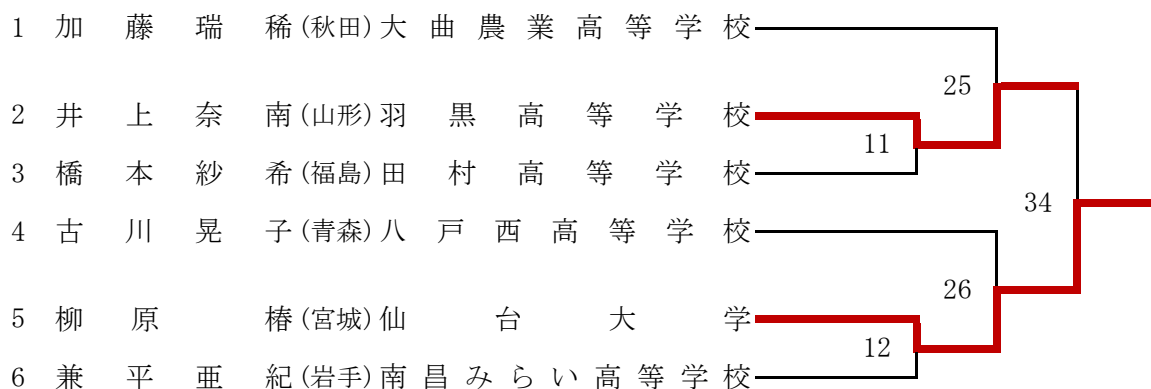 1 加藤瑞稀(秋田)大曲農業高等学校
25
2 井上奈南(山形)羽黒高等学校
11
3 橋本紗希(福島)田村高等学校
34
4 古川晃子(青森)八戸西高等学校
26
5 柳原椿(宮城)仙台大学
12
6 兼平亜紀(岩手)南昌みらい高等学校